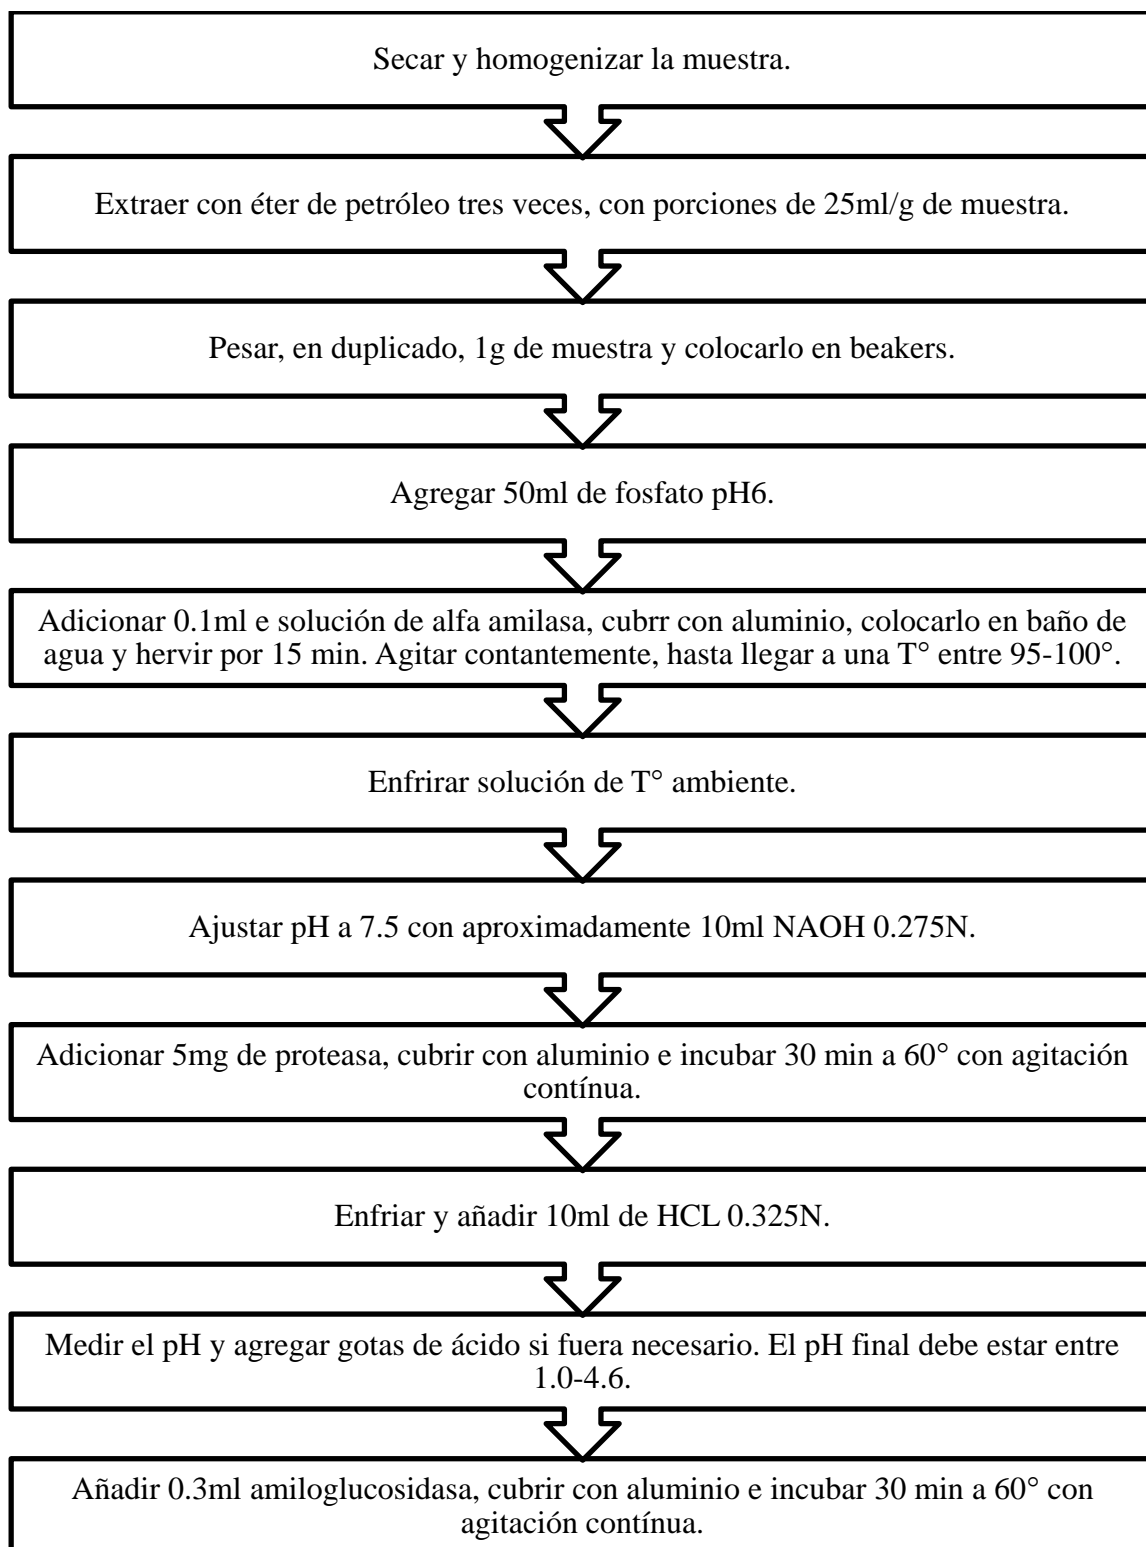 Secar y homogenizar la muestra.
Extraer con éter de petróleo tres veces, con porciones de 25ml/g de muestra.
Pesar, en duplicado, 1g de muestra y colocarlo en beakers.
Agregar 50ml de fosfato pH6.
Adicionar 0.1ml e solución de alfa amilasa, cubrr con aluminio, colocarlo en baño de
agua y hervir por 15 min. Agitar contantemente, hasta llegar a una T° entre 95-100°.
Enfrirar solución de T° ambiente.
Ajustar pH a 7.5 con aproximadamente 10ml NAOH 0.275N.
Adicionar 5mg de proteasa, cubrir con aluminio e incubar 30 min a 60° con agitación
contínua.
Enfriar y añadir 10ml de HCL 0.325N.
Medir el pH y agregar gotas de ácido si fuera necesario. El pH final debe estar entre
1.0-4.6.
Añadir 0.3ml amiloglucosidasa, cubrir con aluminio e incubar 30 min a 60° con
agitación contínua.